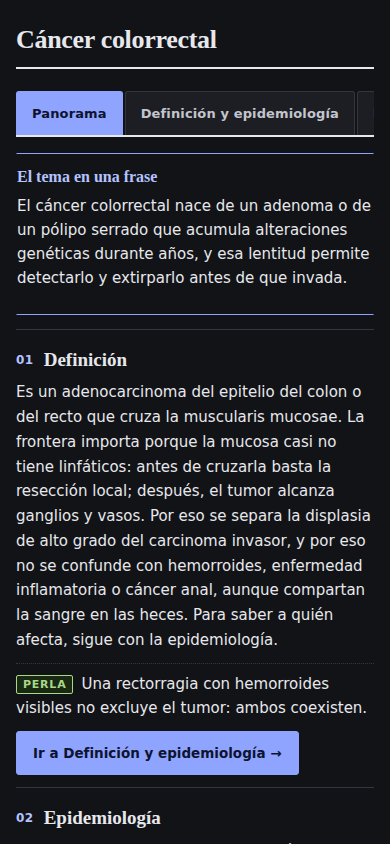 Cáncer colorrectal
Panorama
Definición y epidemiología
El tema en una frase
El cáncer colorrectal nace de un adenoma o de
un pólipo serrado que acumula alteraciones
genéticas durante años, y esa lentitud permite
detectarlo y extirparlo antes de que invada.
01 Definición
Es un adenocarcinoma del epitelio del colon o
del recto que cruza la muscularis mucosae. La
frontera importa porque la mucosa casi no
tiene linfáticos: antes de cruzarla basta la
resección local; después, el tumor alcanza
ganglios y vasos. Por eso se separa la displasia
de alto grado del carcinoma invasor, y por eso
no se confunde con hemorroides, enfermedad
inflamatoria o cáncer anal, aunque compartan
la sangre en las heces. Para saber a quién
afecta, sigue con la epidemiología.
PERLA Una rectorragia con hemorroides
visibles no excluye el tumor: ambos coexisten.
Ir a Definición y epidemiología →
02 Epidemiología